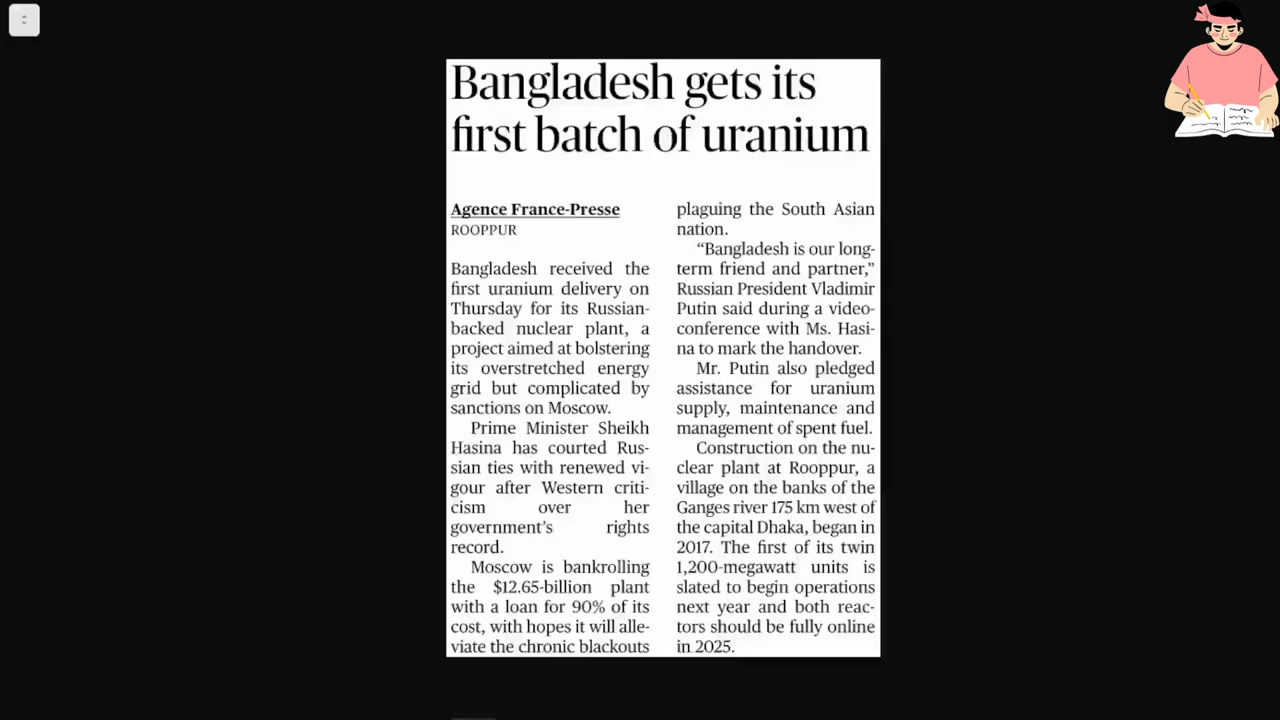 Bangladesh gets its
first batch of uranium
Agence France-Presse
ROOPPUR
Bangladesh received the
first uranium delivery on
Thursday for its Russian-
backed nuclear plant, a
project aimed at bolstering
its overstretched energy
grid but complicated by
sanctions on Moscow.
Prime Minister Sheikh
Hasina has courted Rus-
sian ties with renewed vi-
gour after Western criti-
cism over her
government’s rights
record.
Moscow is bankrolling
the $12.65-billion plant
with a loan for 90% of its
cost, with hopes it will alle-
viate the chronic blackouts
plaguing the South Asian
nation.
“Bangladesh is our long-
term friend and partner,”
Russian President Vladimir
Putin said during a video-
conference with Ms. Hasi-
na to mark the handover.
Mr. Putin also pledged
assistance for uranium
supply, maintenance and
management of spent fuel.
Construction on the nu-
clear plant at Rooppur, a
village on the banks of the
Ganges river 175 km west of
the capital Dhaka, began in
2017. The first of its twin
1,200-megawatt units is
slated to begin operations
next year and both reac-
tors should be fully online
in 2025.